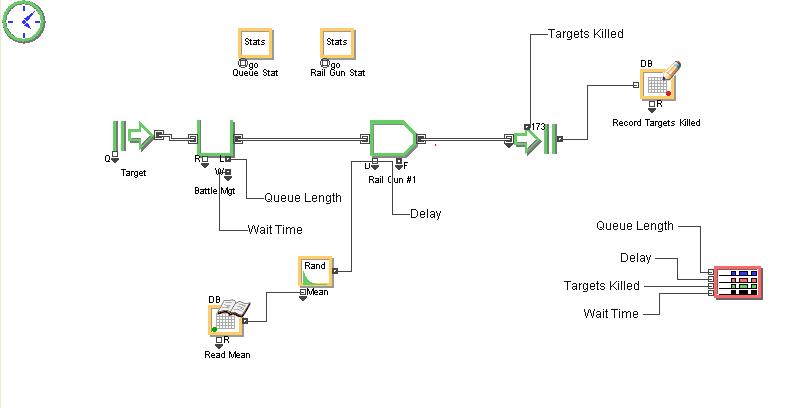 Targets Killed
Stats
Stats
go
go
Queue Stat
Rail Gun Stat
DB
R
Record Targets Killed
173
Q
Target
R
L
W
Battle Mgt
U
F
Rail Gun #1
Queue Length
Delay
Wait Time
Queue Length
Delay
Targets Killed
Wait Time
Rand
Mean
DB
R
Read Mean